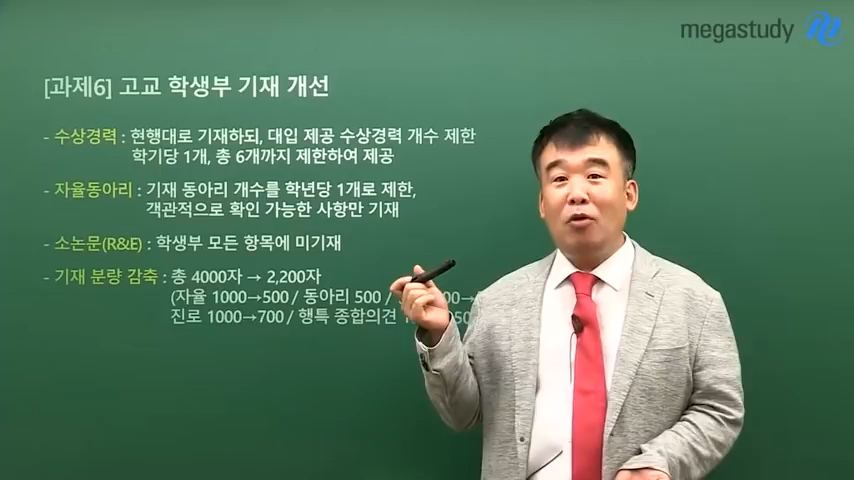 megastudy
[과제6] 고교 학생부 기재 개선
- 수상경력 : 현행대로 기재하되, 대입 제공 수상경력 개수 제한
학기당 1개, 총 6개까지 제한하여 제공
- 자율동아리 : 기재 동아리 개수를 학년당 1개로 제한,
객관적으로 확인 가능한 사항만 기재
- 소논문(R&E) : 학생부 모든 항목에 미기재
- 기재 분량 감축 : 총 4000자 → 2,200자
(자율 1000→500 / 동아리 500 /
진로 1000→700 / 행특 종합의견